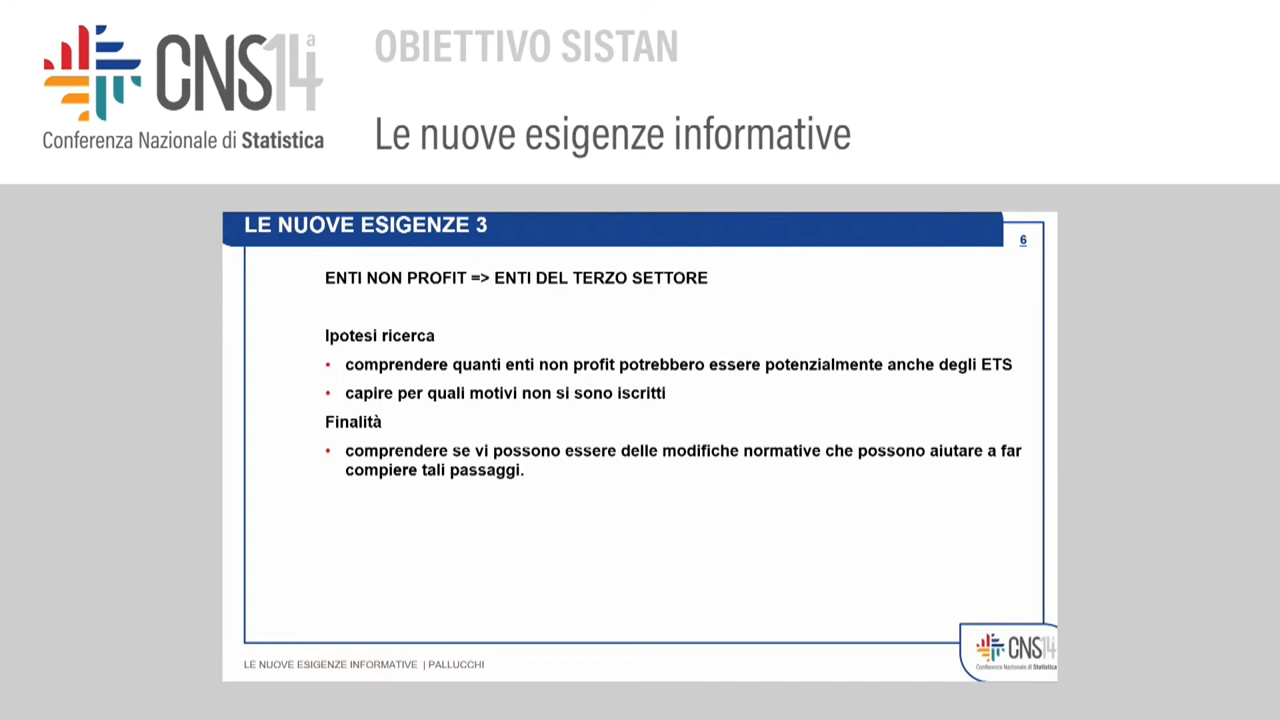 CNS14a
Conferenza Nazionale di Statistica
OBIETTIVO SISTAN
Le nuove esigenze informative
LE NUOVE ESIGENZE 3
6
ENTI NON PROFIT => ENTI DEL TERZO SETTORE
Ipotesi ricerca
• comprendere quanti enti non profit potrebbero essere potenzialmente anche degli ETS
• capire per quali motivi non si sono iscritti
Finalità
• comprendere se vi possono essere delle modifiche normative che possono aiutare a far
compiere tali passaggi.
LE NUOVE ESIGENZE INFORMATIVE | PALLUCCHI
CNS14
Conferenza Nazionale di Statistica